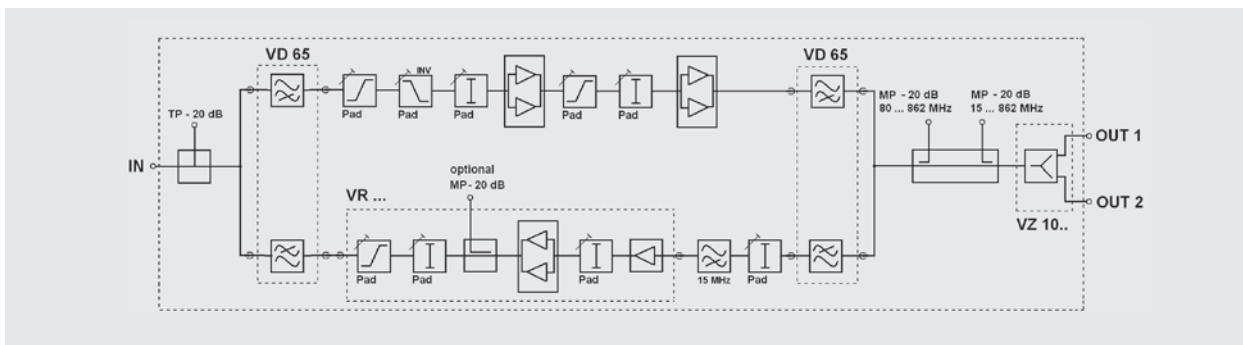 VD 65
VD 65
INV
Pad
Pad
Pad
Pad
Pad
TP - 20 dB
MP - 20 dB
80 ... 862 MHz
MP - 20 dB
15 ... 862 MHz
IN
OUT 1
OUT 2
VZ 10..
optional
MP - 20 dB
VR ...
Pad
Pad
Pad
15 MHz
Pad